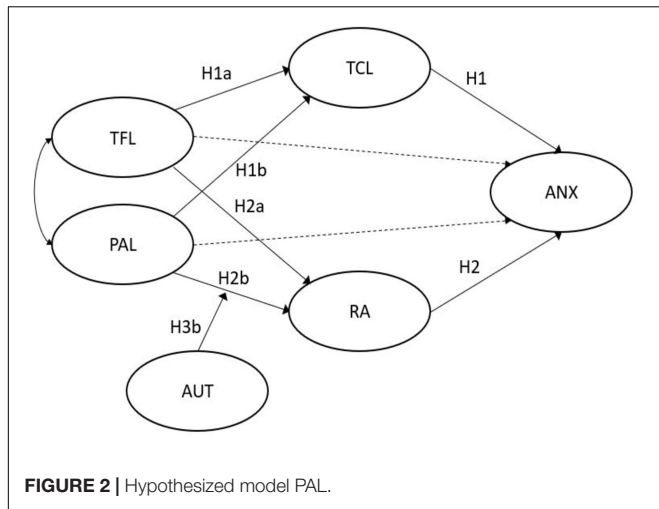 TCL
H1a
H1
TFL
H1b
ANX
H2a
PAL
H2b
H2
RA
H3b
AUT
FIGURE 2 | Hypothesized model PAL.